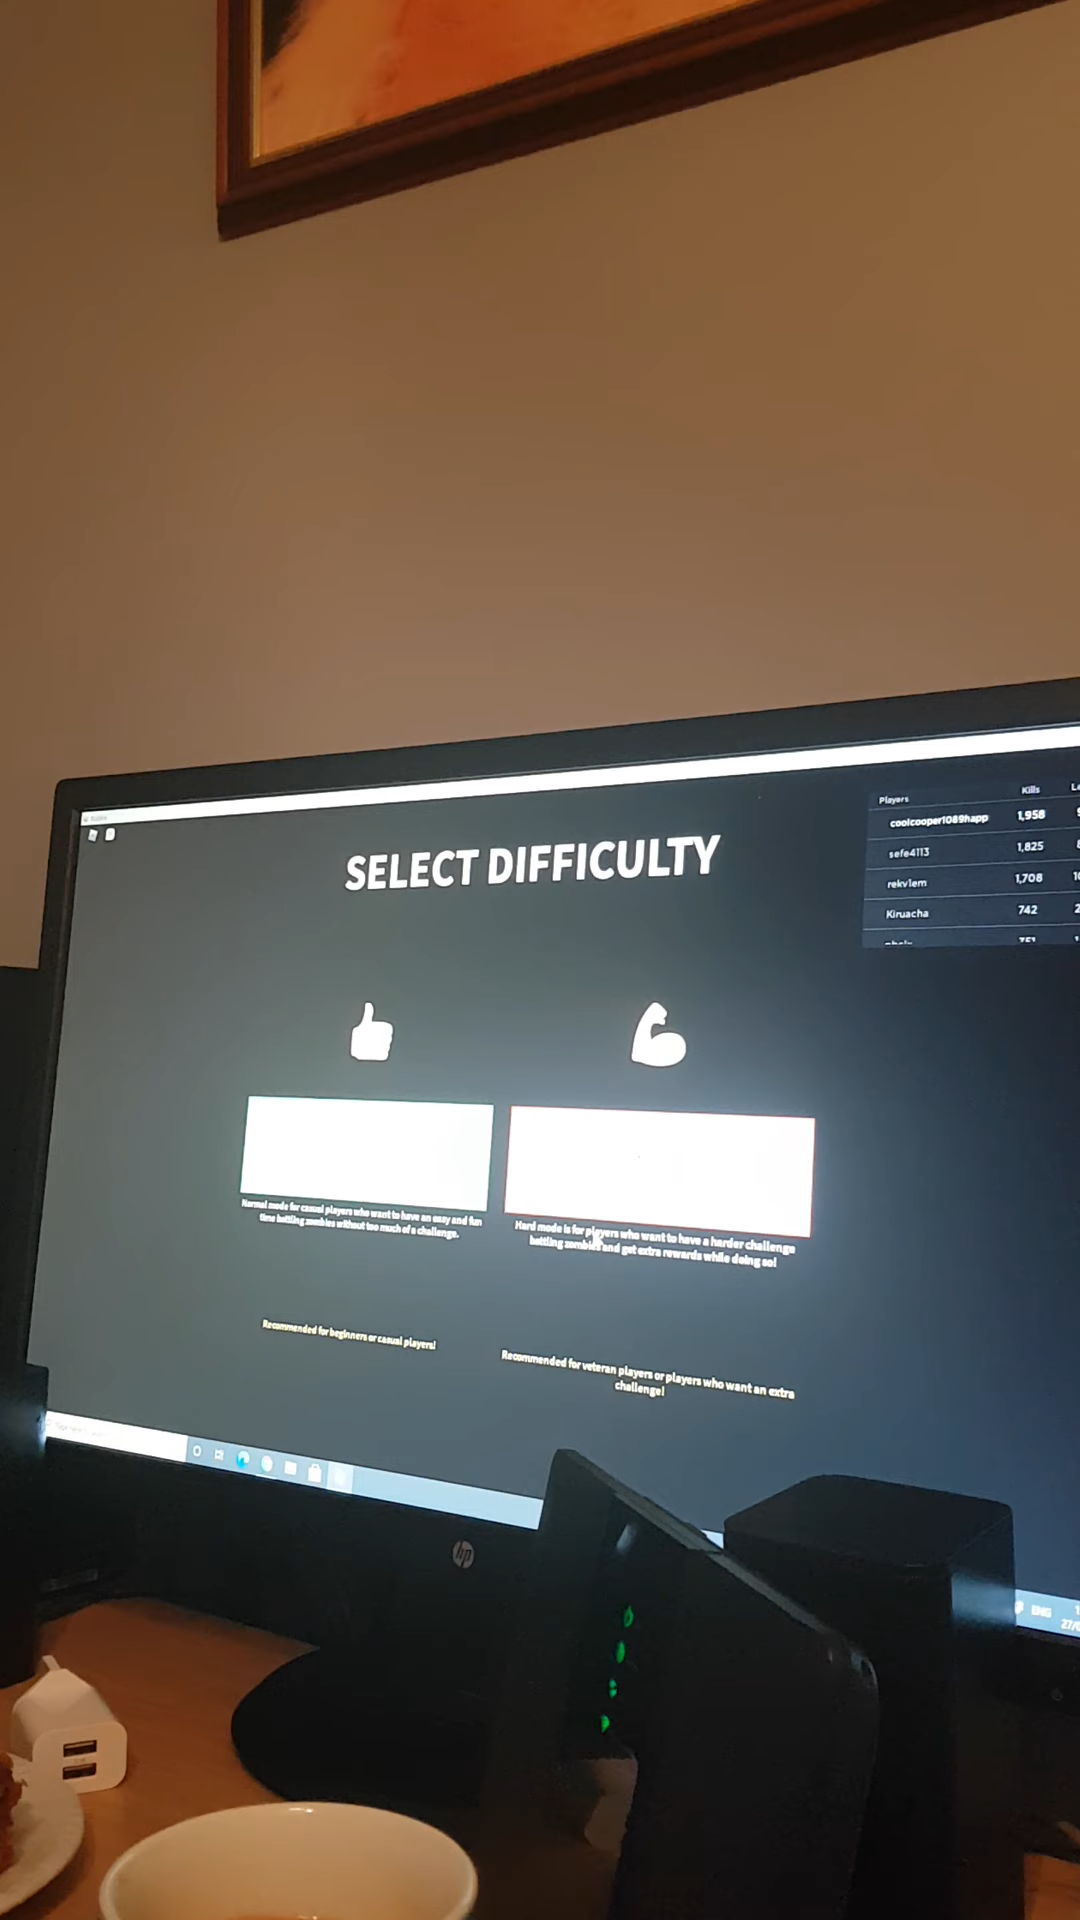 Roblox
Players Kills
coolcooper1089happ 1,958
sefe4113 1,825
rekv1em 1,708
Kiruacha 742
SELECT DIFFICULTY
Normal mode for casual players who want to have an easy and fun
time battling zombies without too much of a challenge.
Hard mode is for players who want to have a harder challenge
battling zombies and get extra rewards while doing so!
Recommended for beginners or casual players!
Recommended for veteran players or players who want an extra
challenge!
ENG
hp